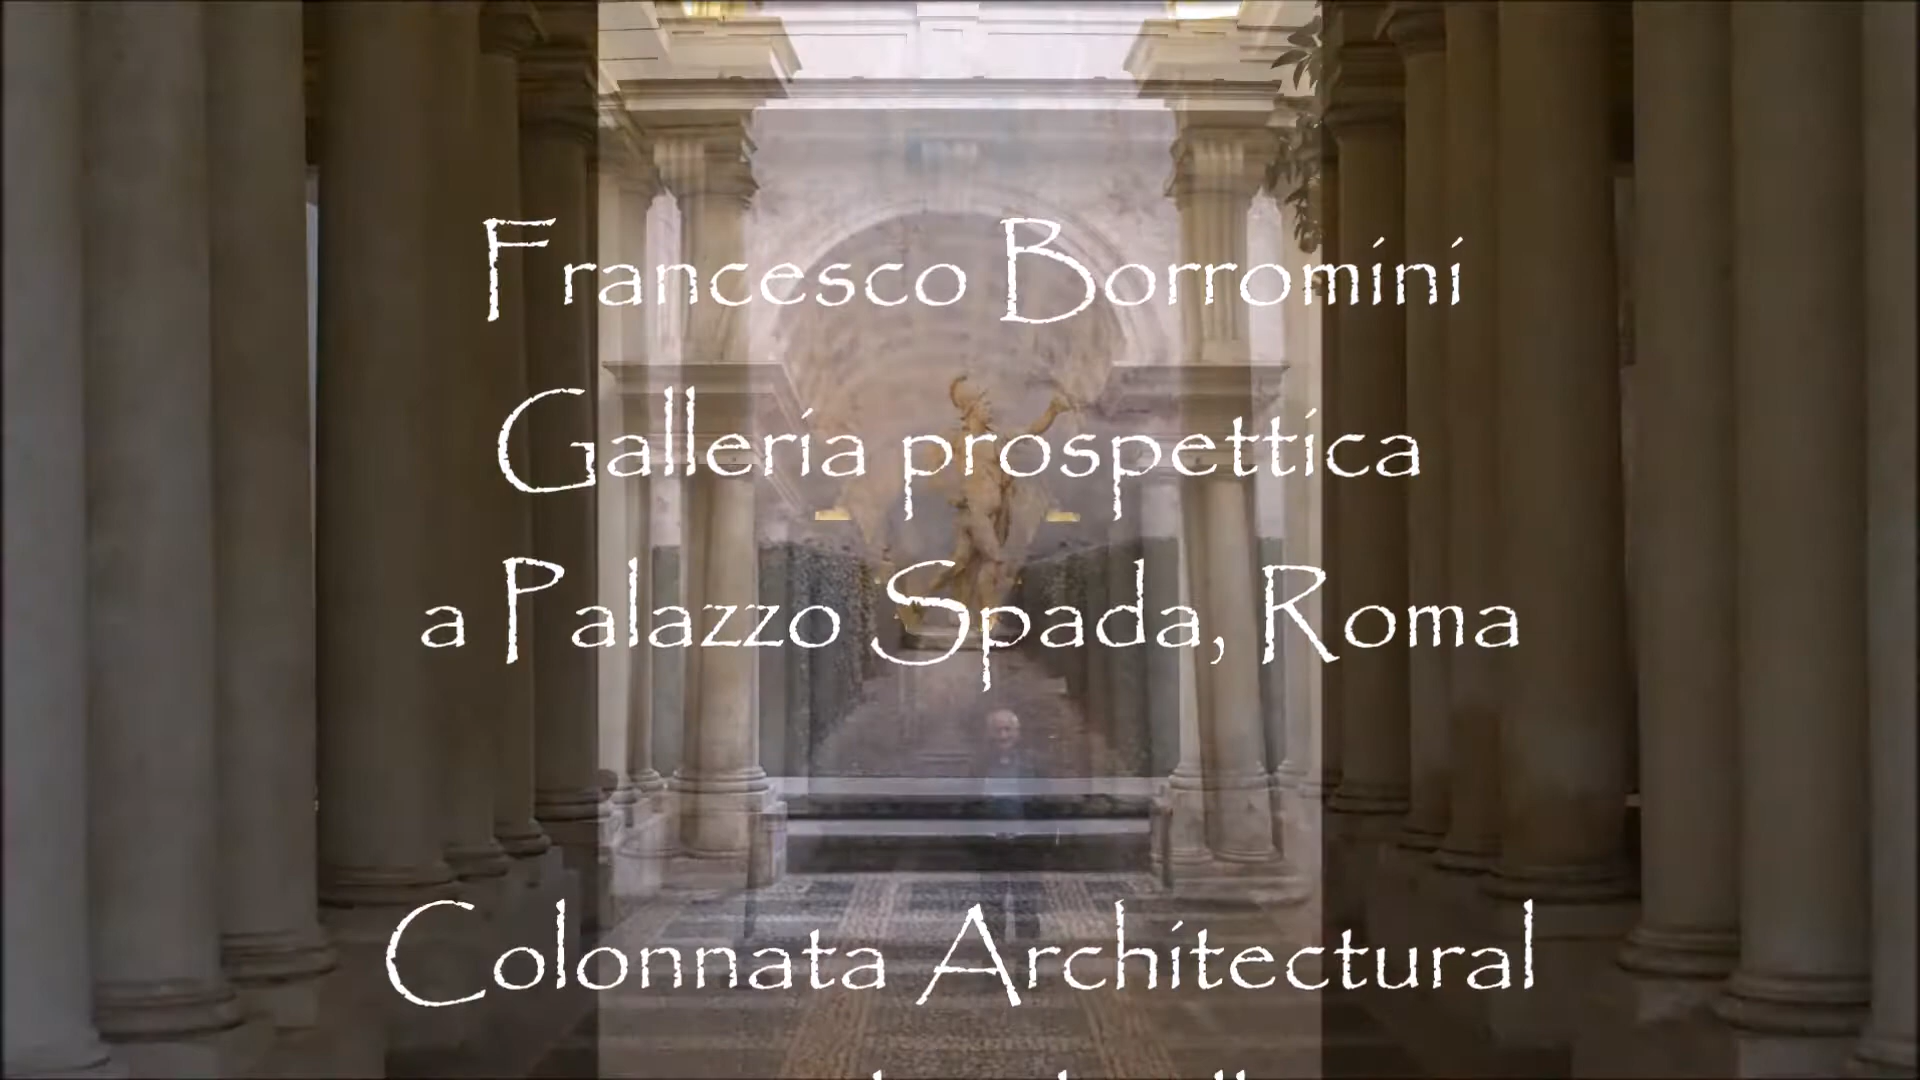 Francesco Borromini
Galleria prospettica
a Palazzo Spada, Roma
Colonnata Architectural